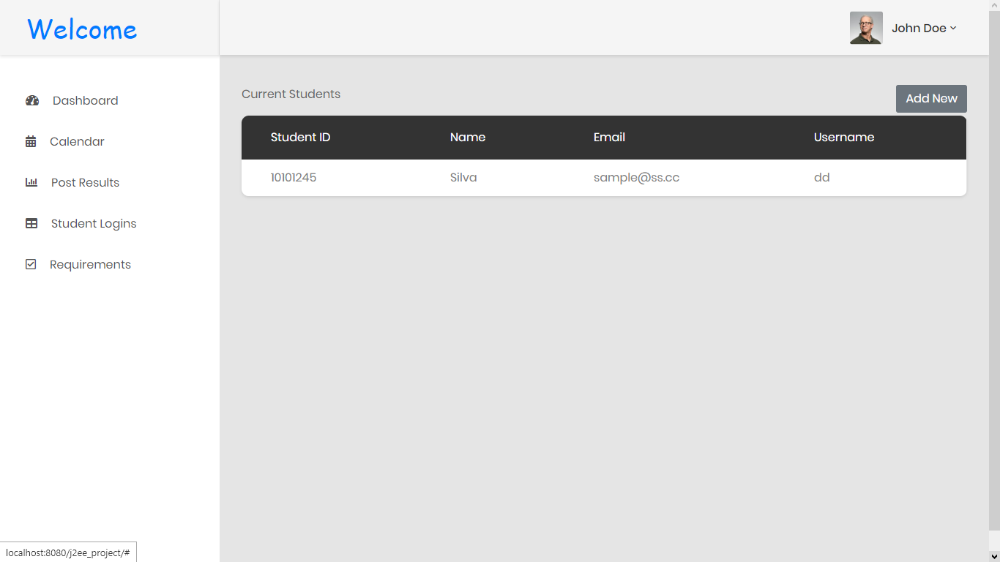 Welcome
John Doe
Dashboard
Calendar
Post Results
Student Logins
Requirements
Current Students
Add New
Student ID Name Email Username
10101245 Silva sample@ss.cc dd
localhost:8080/j2ee_project/#